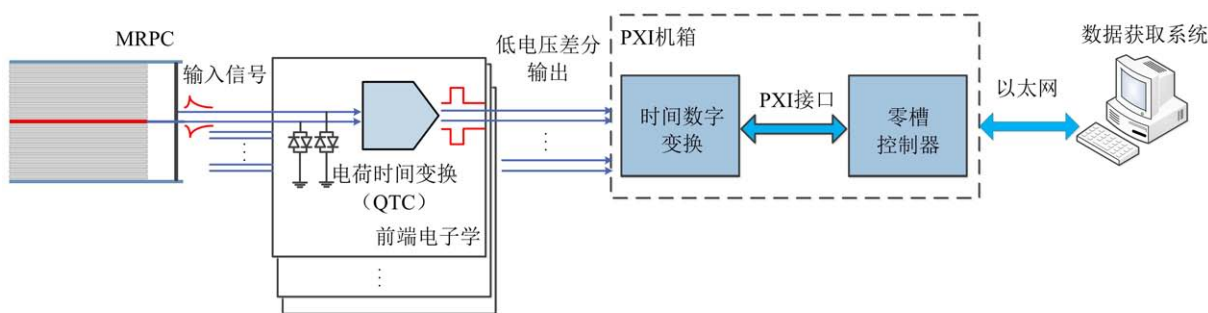 MRPC
输入信号
电荷时间变换
（QTC）
前端电子学
低电压差分
输出
PXI机箱
时间数字
变换
PXI接口
零槽
控制器
以太网
数据获取系统